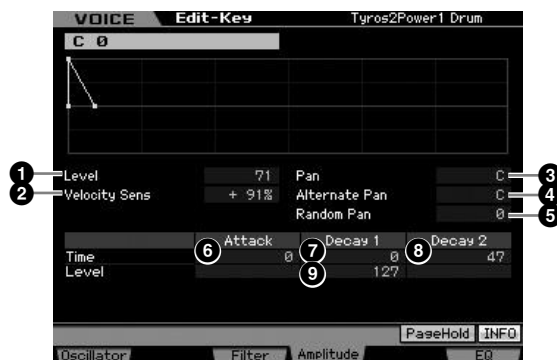 VOICE Edit-Key Tyros2Power1 Drum
C 0
1 Level 71 Pan C 3
2 Velocity Sens + 91% Alternate Pan C 4
Random Pan 0 5
6 Attack 7 Decay 1 8 Decay 2
Time 0 0 47
Level 9 127
PageHold INFO
Oscillator Filter Amplitude EQ